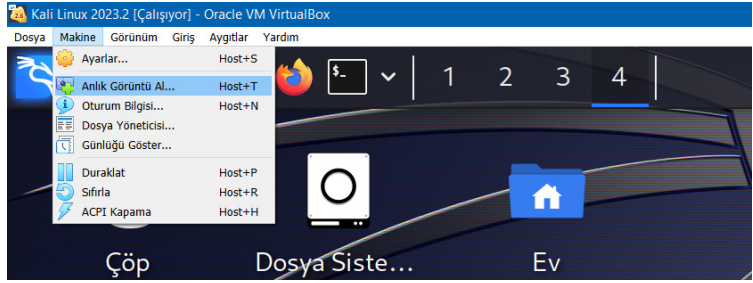 Kali Linux 2023.2 [Çalışıyor] - Oracle VM VirtualBox
Dosya Makine Görünüm Giriş Aygıtlar Yardım
Ayarlar... Host+S
Anlık Görüntü Al... Host+T
Oturum Bilgisi... Host+N
Dosya Yöneticisi...
Günlüğü Göster...
Duraklat Host+P
Sıfırla Host+R
ACPI Kapama Host+H
$_ 1 2 3 4
Çöp Dosya Siste... Ev